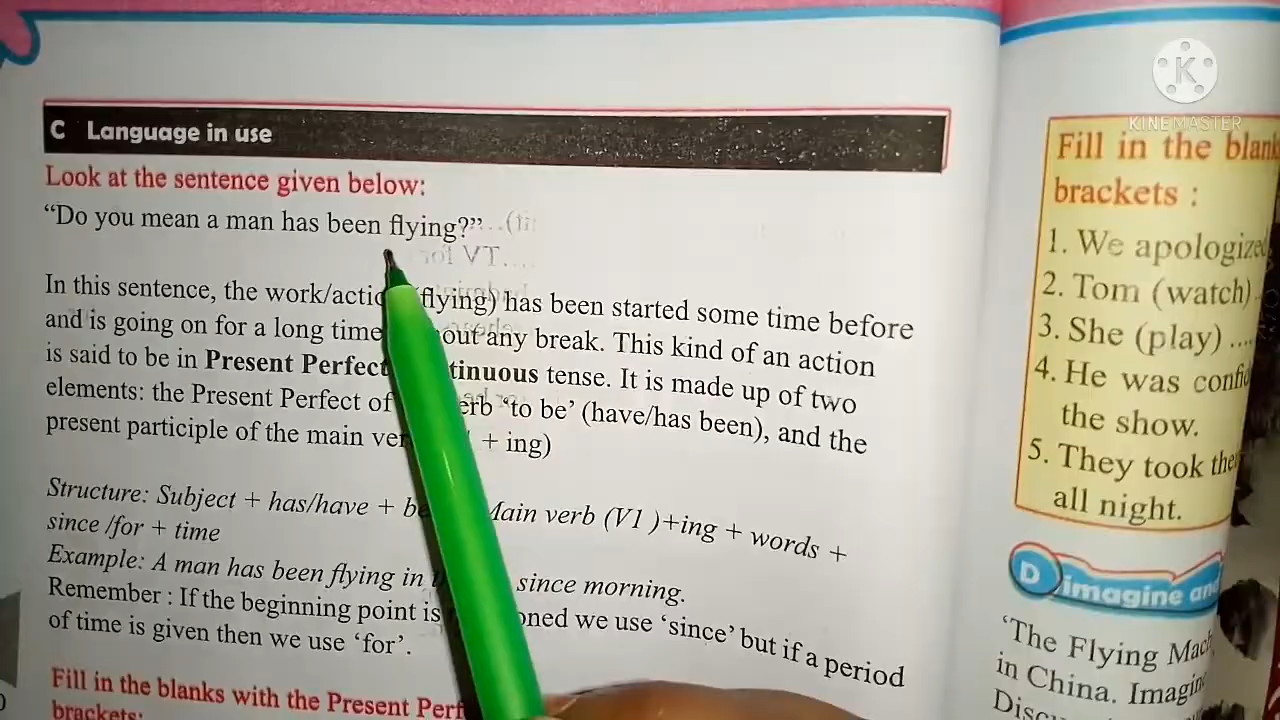 C Language in use
Look at the sentence given below:
“Do you mean a man has been flying?”
In this sentence, the work/actio (flying) has been started some time before
and is going on for a long time out any break. This kind of an action
is said to be in Present Perfect tinuous tense. It is made up of two
elements: the Present Perfect of erb ‘to be’ (have/has been), and the
present participle of the main ver + ing)
Structure: Subject + has/have + be Main verb (V1 )+ing + words +
since /for + time
Example: A man has been flying in since morning.
Remember : If the beginning point is oned we use ‘since’ but if a period
of time is given then we use ‘for’.
Fill in the blanks with the Present Perf
brackets:
KINEMASTER
Fill in the blank
brackets :
1. We apologized
2. Tom (watch)
3. She (play) ....
4. He was confid
the show.
5. They took the
all night.
D imagine an
‘The Flying Mach
in China. Imagin
Discu